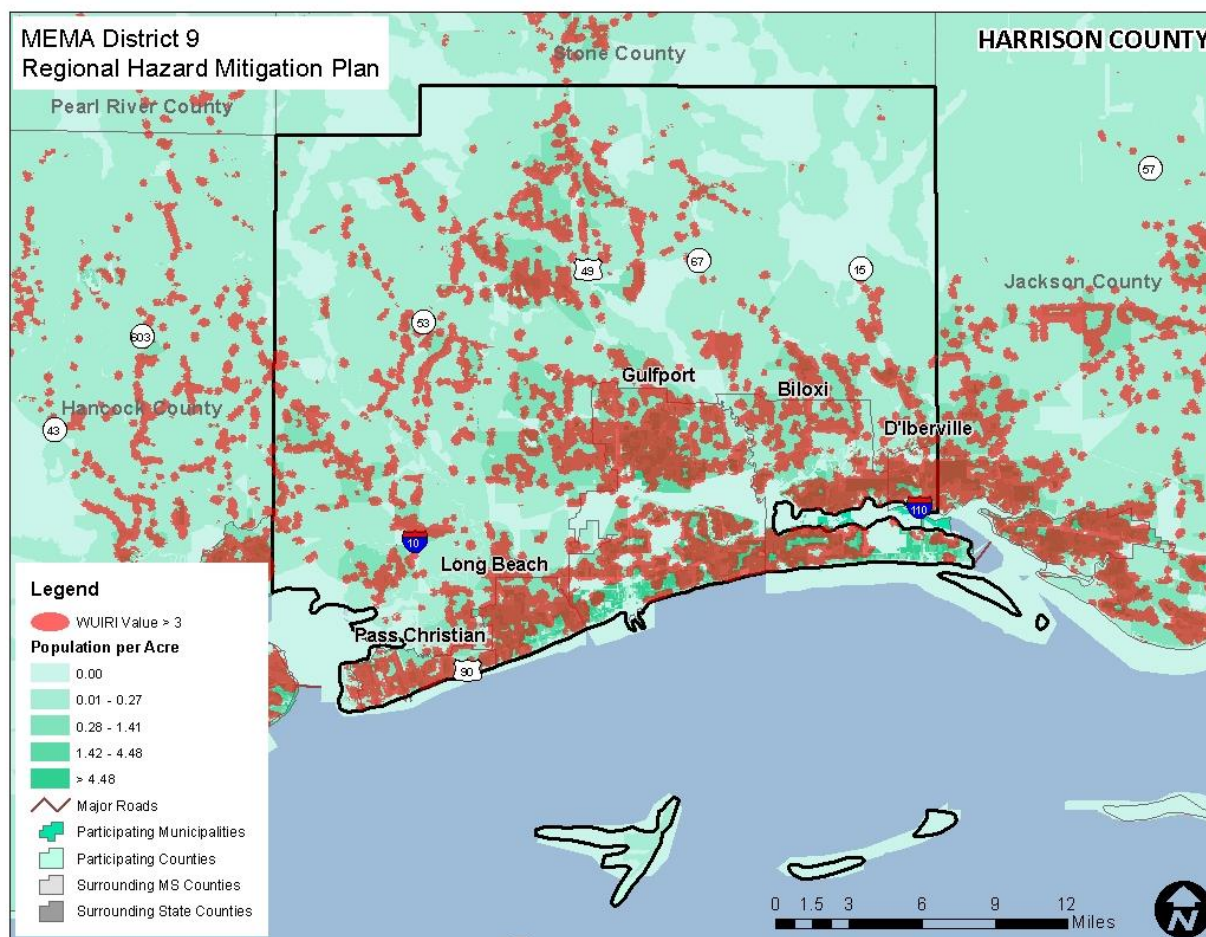 MEMA District 9
Regional Hazard Mitigation Plan
HARRISON COUNTY
Stone County
Pearl River County
57
67
49
15
Jackson County
53
603
Gulfport
Biloxi
Hancock County
43
D'Iberville
110
10
Long Beach
Pass Christian
90
Legend
WUIRI Value > 3
Population per Acre
0.00
0.01 - 0.27
0.28 - 1.41
1.42 - 4.48
> 4.48
Major Roads
Participating Municipalities
Participating Counties
Surrounding MS Counties
Surrounding State Counties
0 1.5 3 6 9 12
Miles
N